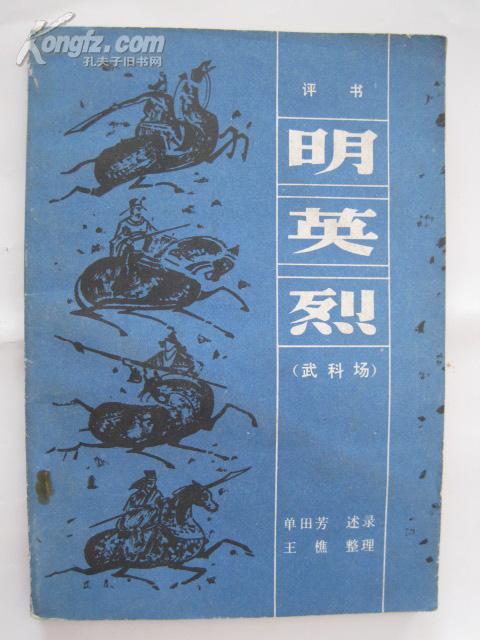 Kongfz.com
孔夫子旧书网
评书
明
英
烈
(武科场)
单田芳 述录
王樵 整理